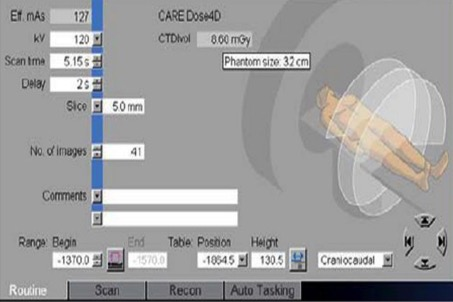 Eff. mAs 127 CARE Dose4D
kV 120 CTDIvol 8.60 mGy
Scan time 5.15 s Phantom size: 32 cm
Delay 2 s
Slice 5.0 mm
No. of images 41
Comments
Range: Begin End Table: Position Height
-1370.0 -1570.0 -1864.5 130.5 Craniocaudal
Routine Scan Recon Auto Tasking